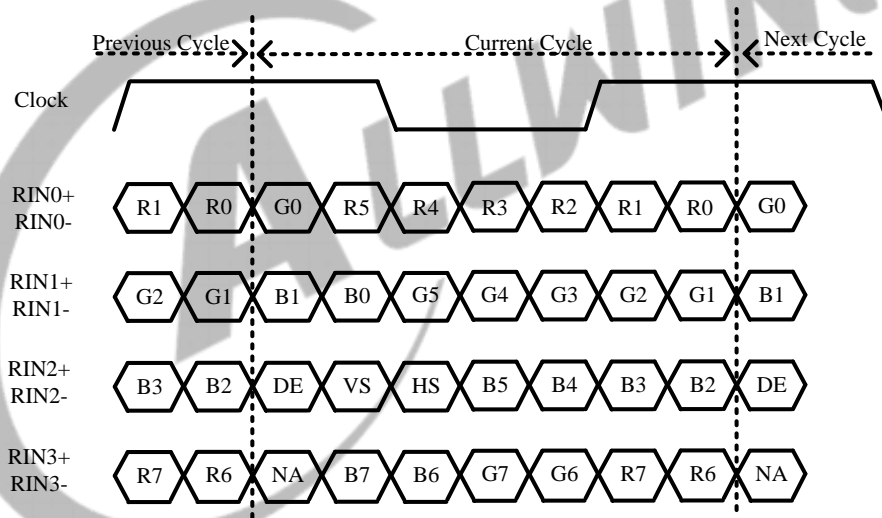 Previous Cycle Current Cycle Next Cycle
Clock
RIN0+
RIN0-
R1 R0 G0 R5 R4 R3 R2 R1 R0 G0
RIN1+
RIN1-
G2 G1 B1 B0 G5 G4 G3 G2 G1 B1
RIN2+
RIN2-
B3 B2 DE VS HS B5 B4 B3 B2 DE
RIN3+
RIN3-
R7 R6 NA B7 B6 G7 G6 R7 R6 NA
ALLWIN